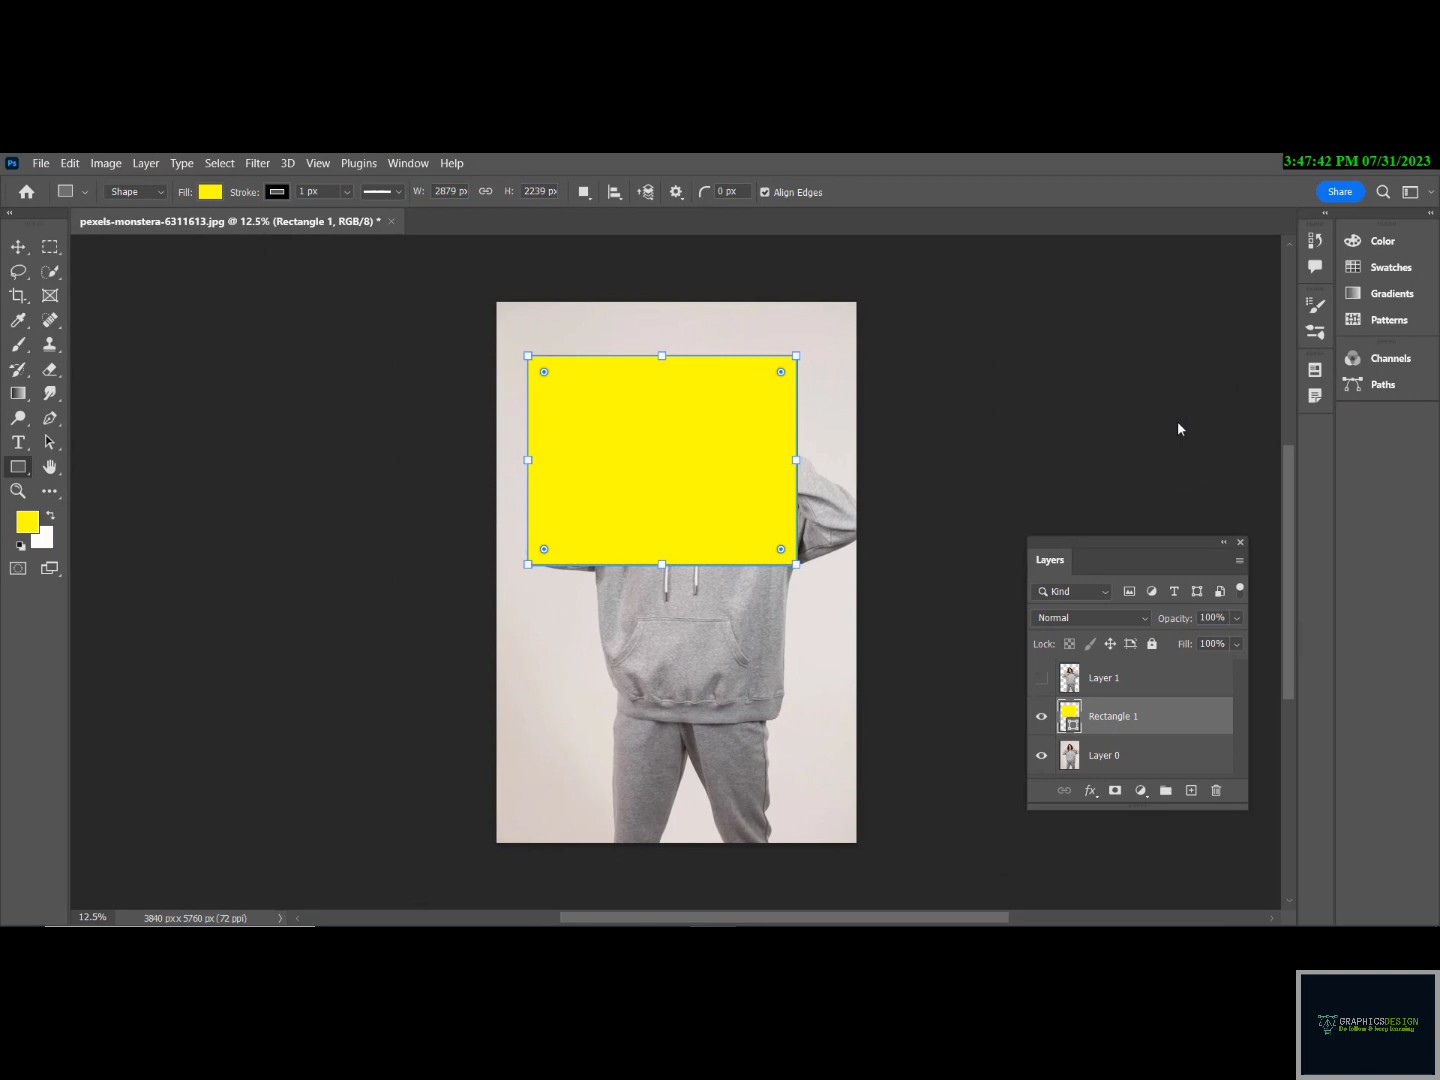 Ps File Edit Image Layer Type Select Filter 3D View Plugins Window Help
3:47:42 PM 07/31/2023
Shape Fill: Stroke: 1 px W: 2879 px H: 2239 px 0 px Align Edges Share
pexels-monstera-6311613.jpg @ 12.5% (Rectangle 1, RGB/8) *
Color
Swatches
Gradients
Patterns
Channels
Paths
Layers
Kind
Normal Opacity: 100%
Lock: Fill: 100%
Layer 1
Rectangle 1
Layer 0
fx
12.5% 3840 px x 5760 px (72 ppi)
GRAPHICSDESIGN